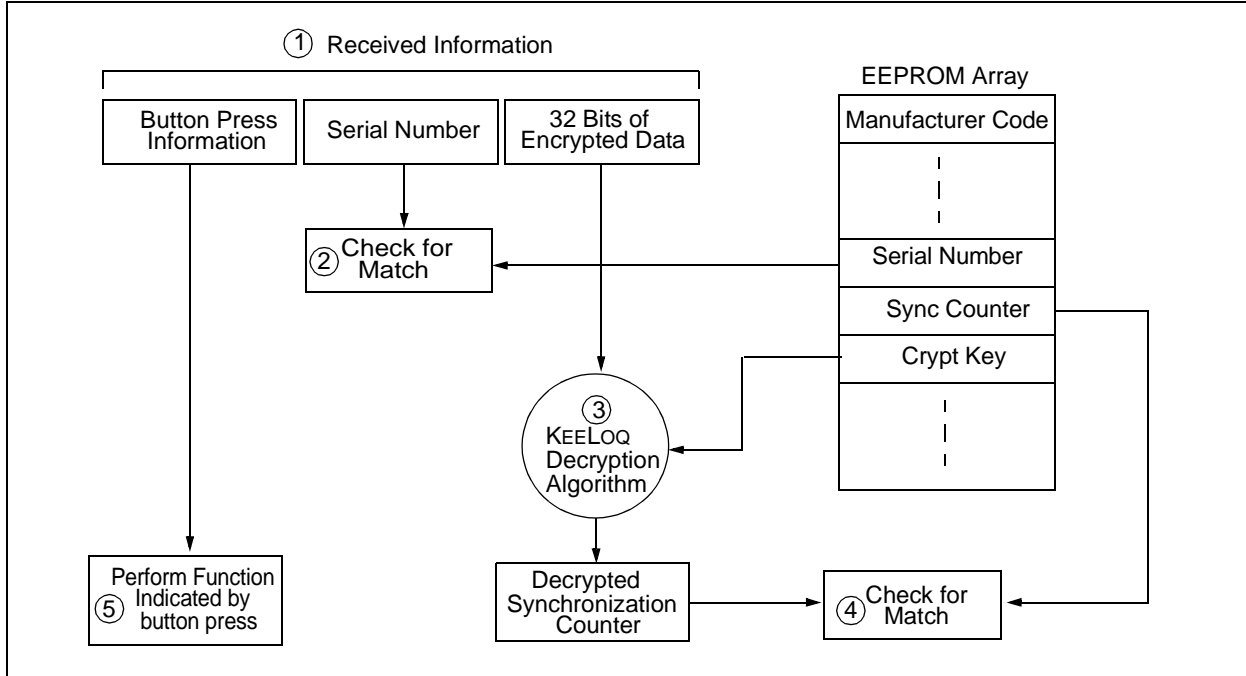 ① Received Information
EEPROM Array
Button Press
Information
Serial Number
32 Bits of
Encrypted Data
Manufacturer Code
② Check for
Match
Serial Number
Sync Counter
Crypt Key
③
KEELOQ
Decryption
Algorithm
Perform Function
⑤ Indicated by
button press
Decrypted
Synchronization
Counter
④ Check for
Match